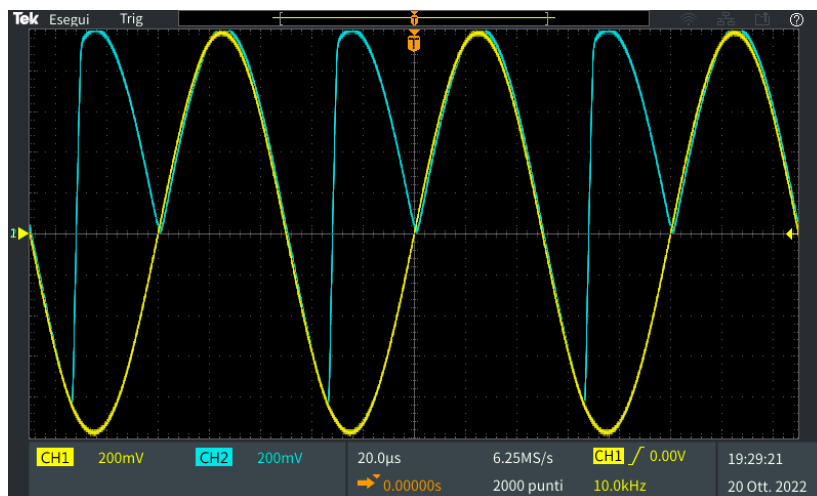 Tek Esegui Trig
T
T
1
CH1 200mV CH2 200mV 20.0µs 6.25MS/s CH1 0.00V 19:29:21
0.00000s 2000 punti 10.0kHz 20 Ott. 2022